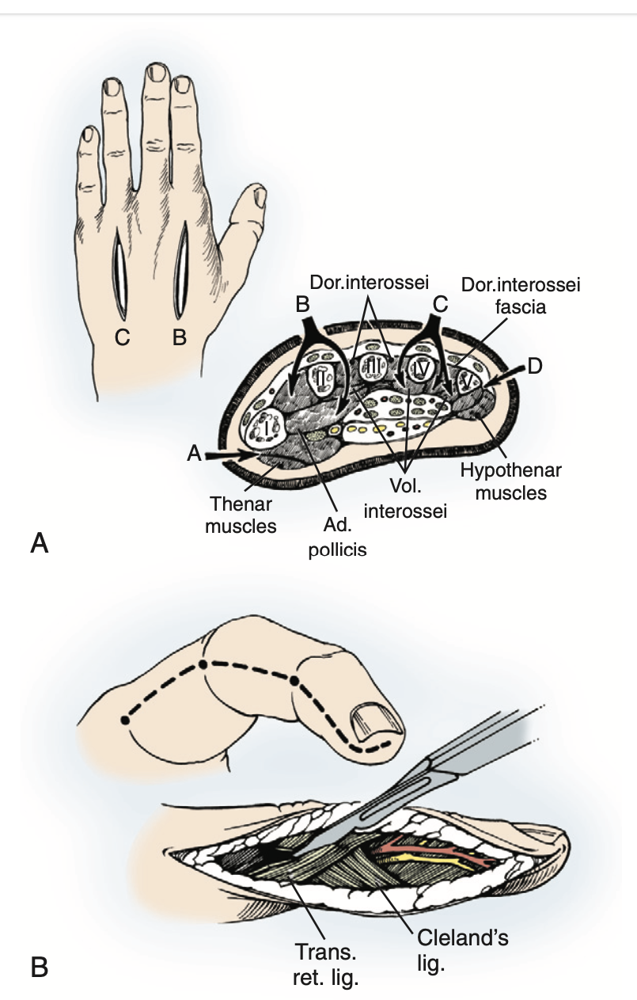 C B
Dor.interossei
Dor.interossei
fascia
B
C
II
III
IV
V
I
D
A
Thenar
muscles
Ad.
pollicis
Vol.
interossei
Hypothenar
muscles
A
Trans.
ret. lig.
Cleland’s
lig.
B